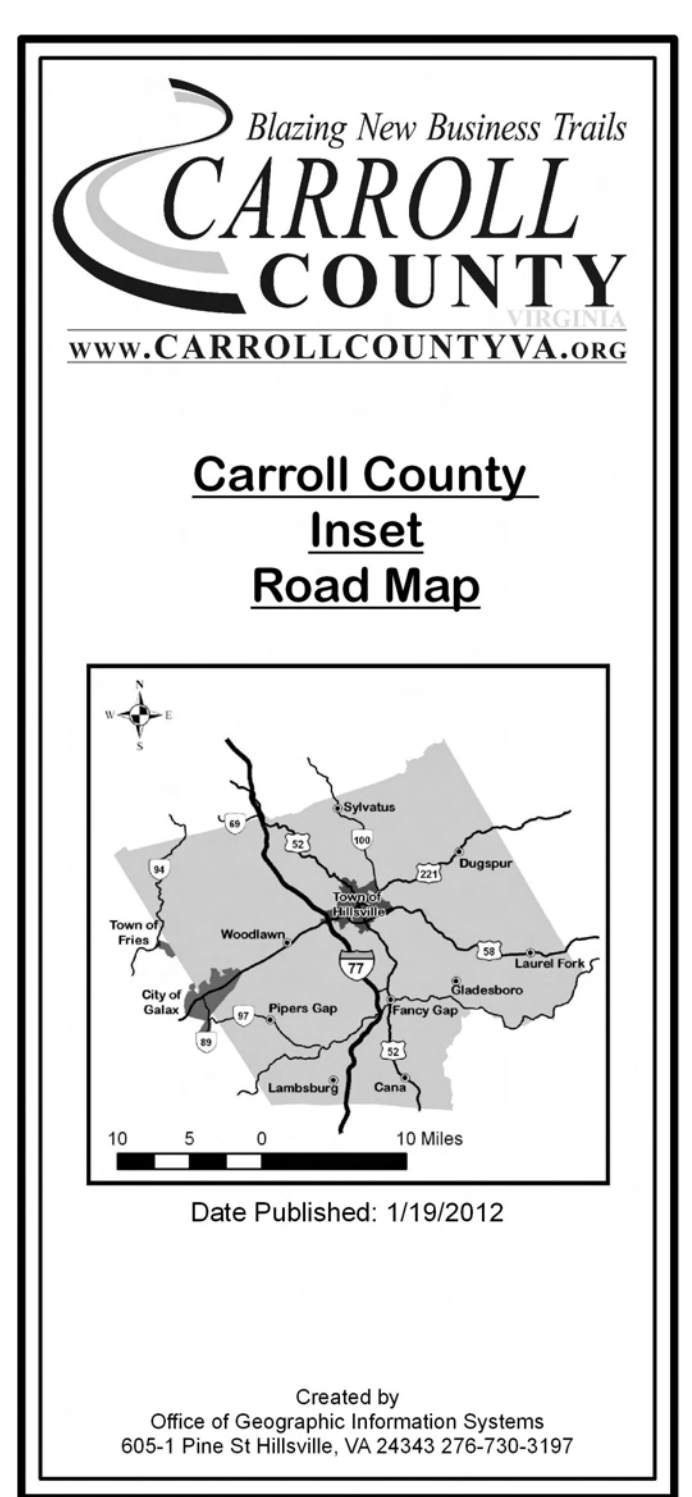 Blazing New Business Trails
CARROLL
COUNTY
VIRGINIA
WWW.CARROLLCOUNTYVA.ORG
Carroll County
Inset
Road Map
N
W E
S
Sylvatus
69
52
100
Dugspur
221
94
Town of
Hillsville
Town of
Fries
Woodlawn
58
Laurel Fork
77
City of
Galax
Gladesboro
97
Pipers Gap
Fancy Gap
89
52
Lambsburg
Cana
10 5 0 10 Miles
Date Published: 1/19/2012
Created by
Office of Geographic Information Systems
605-1 Pine St Hillsville, VA 24343 276-730-3197